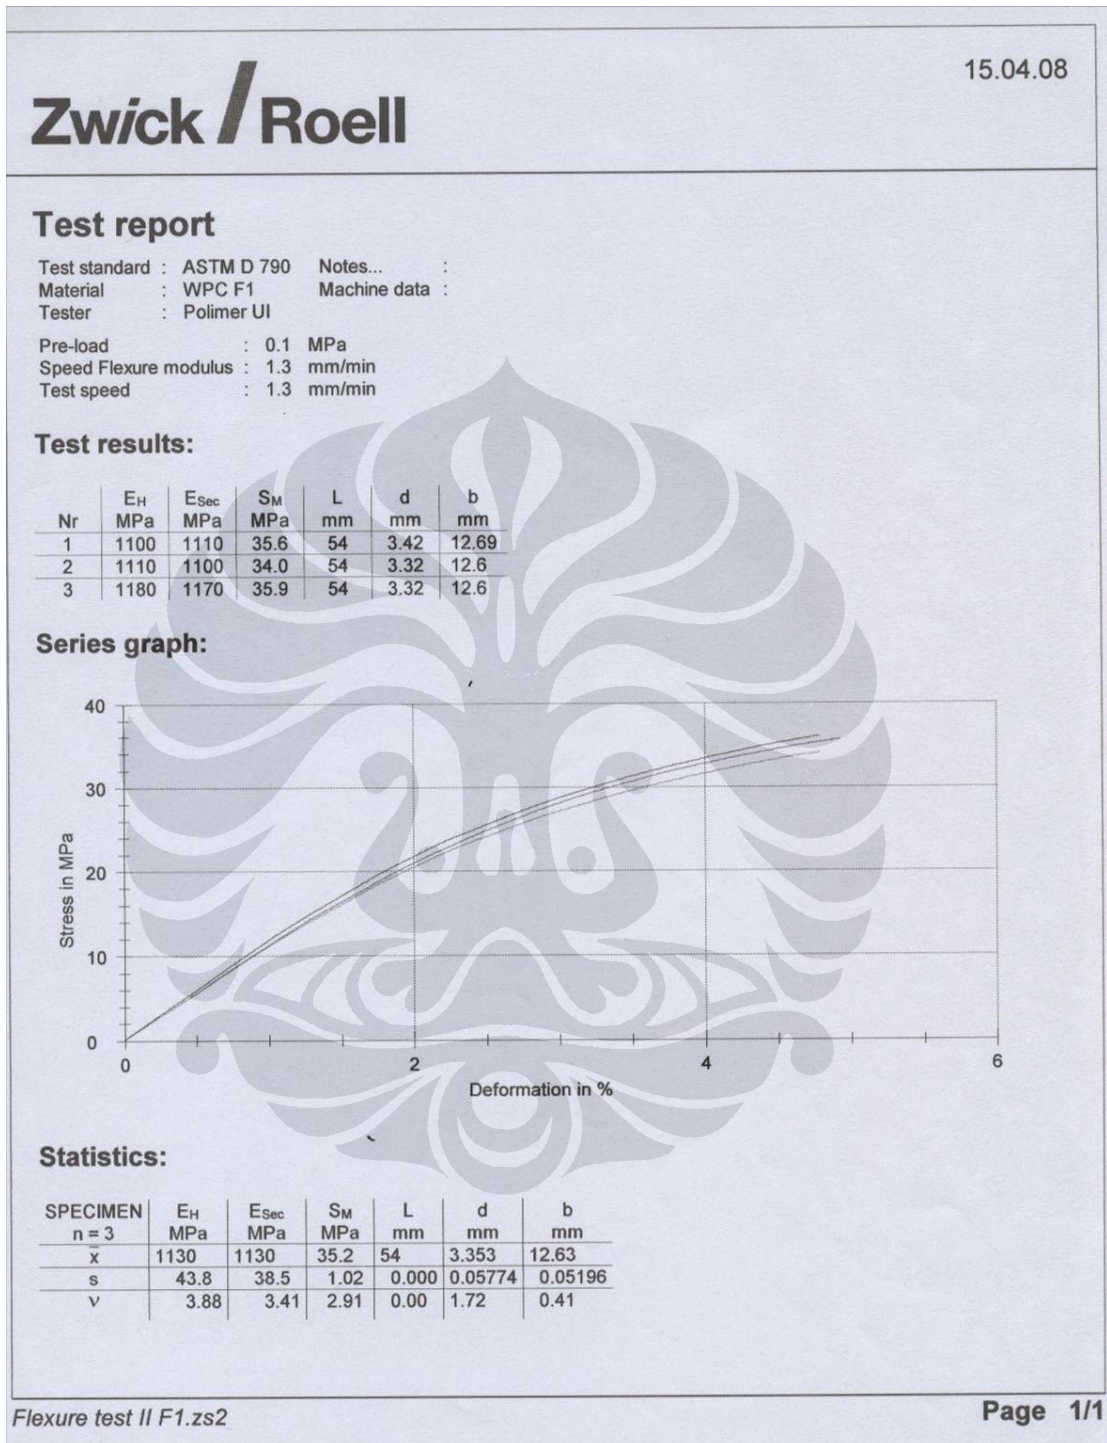 15.04.08
Zwick / Roell
Test report
Test standard : ASTM D 790 Notes... :
Material : WPC F1 Machine data :
Tester : Polimer UI
Pre-load : 0.1 MPa
Speed Flexure modulus : 1.3 mm/min
Test speed : 1.3 mm/min
Test results:
EH ESec SM L d b
Nr MPa MPa MPa mm mm mm
1 1100 1110 35.6 54 3.42 12.69
2 1110 1100 34.0 54 3.32 12.6
3 1180 1170 35.9 54 3.32 12.6
Series graph:
40
30
20
10
0
Stress in MPa
0 2 4 6
Deformation in %
Statistics:
SPECIMEN EH ESec SM L d b
n = 3 MPa MPa MPa mm mm mm
x̄ 1130 1130 35.2 54 3.353 12.63
s 43.8 38.5 1.02 0.000 0.05774 0.05196
ν 3.88 3.41 2.91 0.00 1.72 0.41
Flexure test II F1.zs2
Page 1/1